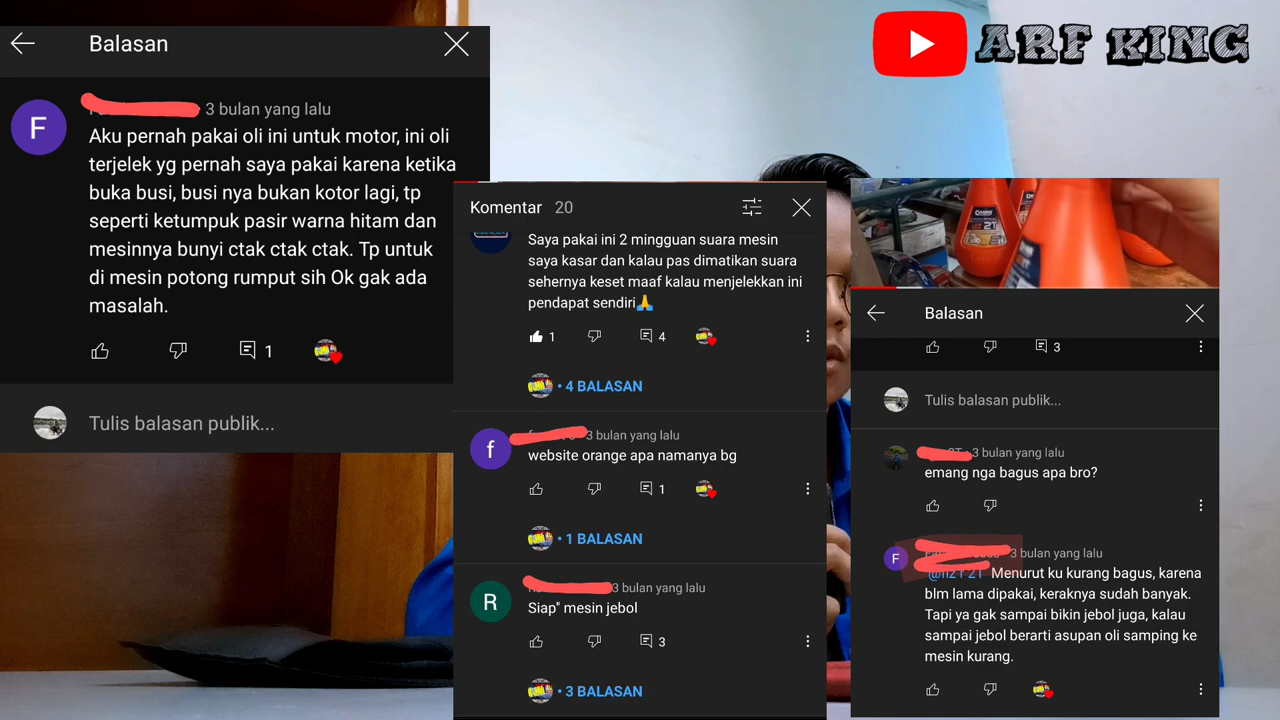 ARF KING
Balasan
3 bulan yang lalu
F
Aku pernah pakai oli ini untuk motor, ini oli
terjelek yg pernah saya pakai karena ketika
buka busi, busi nya bukan kotor lagi, tp
seperti ketumpuk pasir warna hitam dan
mesinnya bunyi ctak ctak ctak. Tp untuk
di mesin potong rumput sih Ok gak ada
masalah.
1
Tulis balasan publik...
Komentar 20
Saya pakai ini 2 mingguan suara mesin
saya kasar dan kalau pas dimatikan suara
sehernya keset maaf kalau menjelekkan ini
pendapat sendiri🙏
1 4
• 4 BALASAN
f
3 bulan yang lalu
website orange apa namanya bg
1
• 1 BALASAN
R
3 bulan yang lalu
Siap" mesin jebol
3
• 3 BALASAN
2T
Balasan
3
Tulis balasan publik...
3 bulan yang lalu
emang nga bagus apa bro?
F
3 bulan yang lalu
Menurut ku kurang bagus, karena
blm lama dipakai, keraknya sudah banyak.
Tapi ya gak sampai bikin jebol juga, kalau
sampai jebol berarti asupan oli samping ke
mesin kurang.